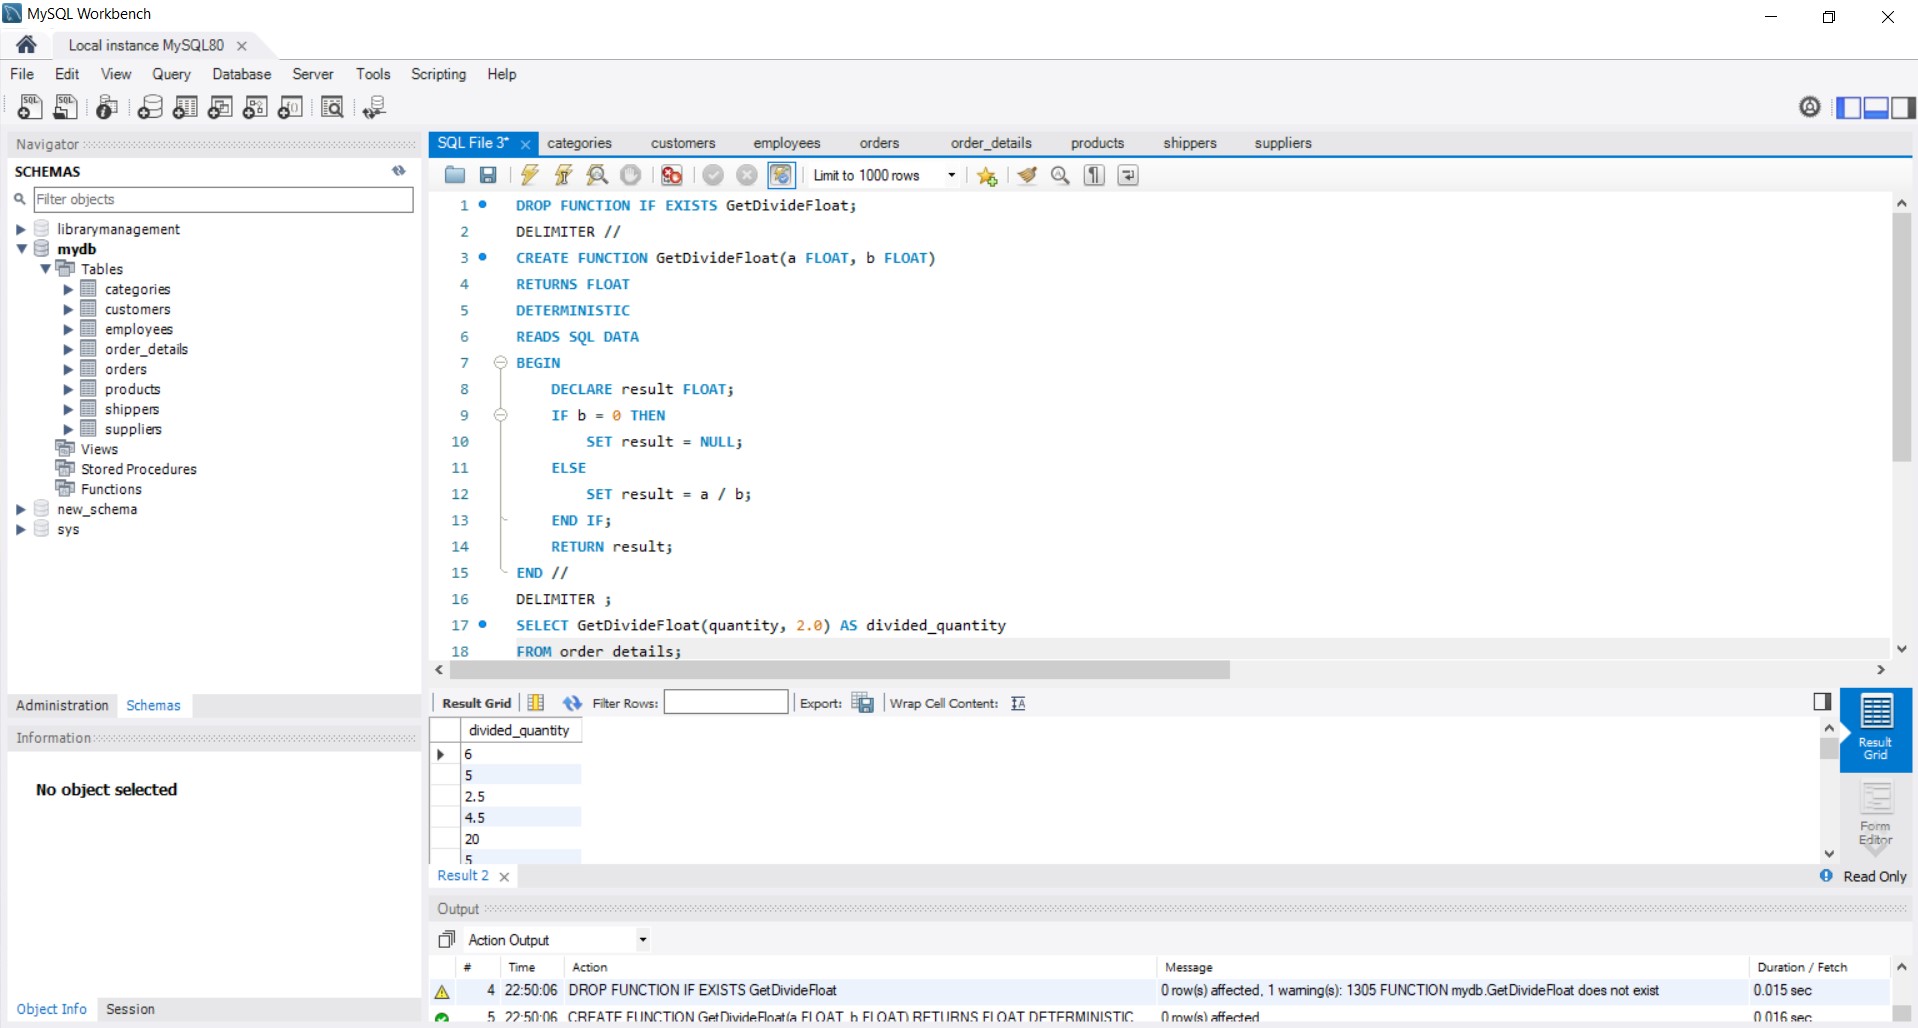 MySQL Workbench
Local instance MySQL80
File Edit View Query Database Server Tools Scripting Help
Navigator
SCHEMAS
Filter objects
librarymanagement
mydb
Tables
categories
customers
employees
order_details
orders
products
shippers
suppliers
Views
Stored Procedures
Functions
new_schema
sys
Administration Schemas
Information
No object selected
Object Info Session
SQL File 3* categories customers employees orders order_details products shippers suppliers
Limit to 1000 rows
1 DROP FUNCTION IF EXISTS GetDivideFloat;
2 DELIMITER //
3 CREATE FUNCTION GetDivideFloat(a FLOAT, b FLOAT)
4 RETURNS FLOAT
5 DETERMINISTIC
6 READS SQL DATA
7 BEGIN
8 DECLARE result FLOAT;
9 IF b = 0 THEN
10 SET result = NULL;
11 ELSE
12 SET result = a / b;
13 END IF;
14 RETURN result;
15 END //
16 DELIMITER ;
17 SELECT GetDivideFloat(quantity, 2.0) AS divided_quantity
18 FROM order_details;
Result Grid Filter Rows: Export: Wrap Cell Content:
divided_quantity
6
5
2.5
4.5
20
5
Result Grid
Form Editor
Result 2
Read Only
Output
Action Output
# Time Action Message Duration / Fetch
4 22:50:06 DROP FUNCTION IF EXISTS GetDivideFloat 0 row(s) affected, 1 warning(s): 1305 FUNCTION mydb.GetDivideFloat does not exist 0.015 sec
5 22:50:06 CREATE FUNCTION GetDivideFloat(a FLOAT, b FLOAT) RETURNS FLOAT DETERMINISTIC 0 row(s) affected 0.016 sec